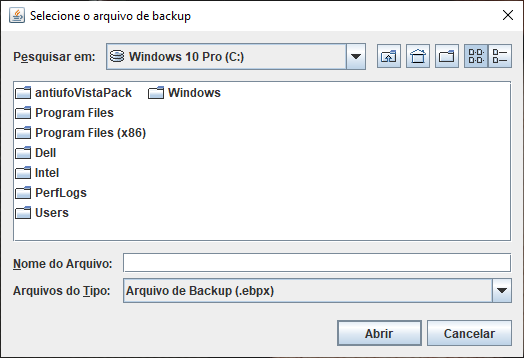 Selecione o arquivo de backup
Pesquisar em: Windows 10 Pro (C:)
antiufoVistaPack Windows
Program Files
Program Files (x86)
Dell
Intel
PerfLogs
Users
Nome do Arquivo:
Arquivos do Tipo: Arquivo de Backup (.ebpx)
Abrir Cancelar